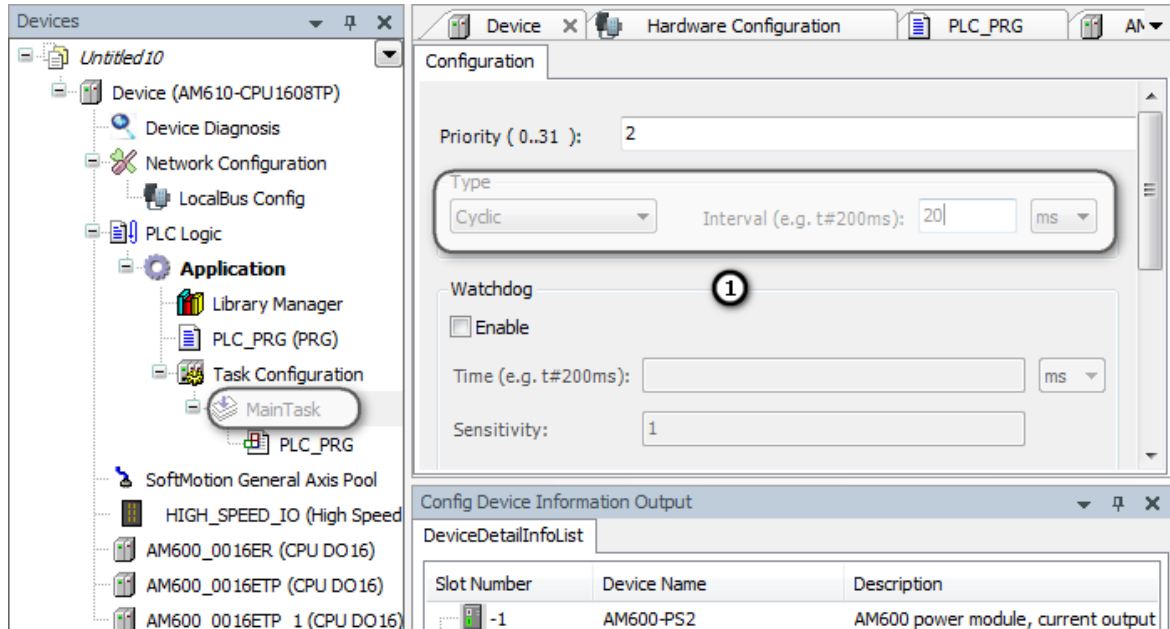 Devices
Untitled10
Device (AM610-CPU1608TP)
Device Diagnosis
Network Configuration
LocalBus Config
PLC Logic
Application
Library Manager
PLC_PRG (PRG)
Task Configuration
MainTask
PLC_PRG
SoftMotion General Axis Pool
HIGH_SPEED_IO (High Speed
AM600_0016ER (CPU DO16)
AM600_0016ETP (CPU DO16)
AM600_0016ETP_1 (CPU DO16)
Device Hardware Configuration PLC_PRG AM
Configuration
Priority ( 0..31 ): 2
Type
Cyclic Interval (e.g. t#200ms): 20 ms
Watchdog
1
Enable
Time (e.g. t#200ms): ms
Sensitivity: 1
Config Device Information Output
DeviceDetailInfoList
Slot Number Device Name Description
-1 AM600-PS2 AM600 power module, current output